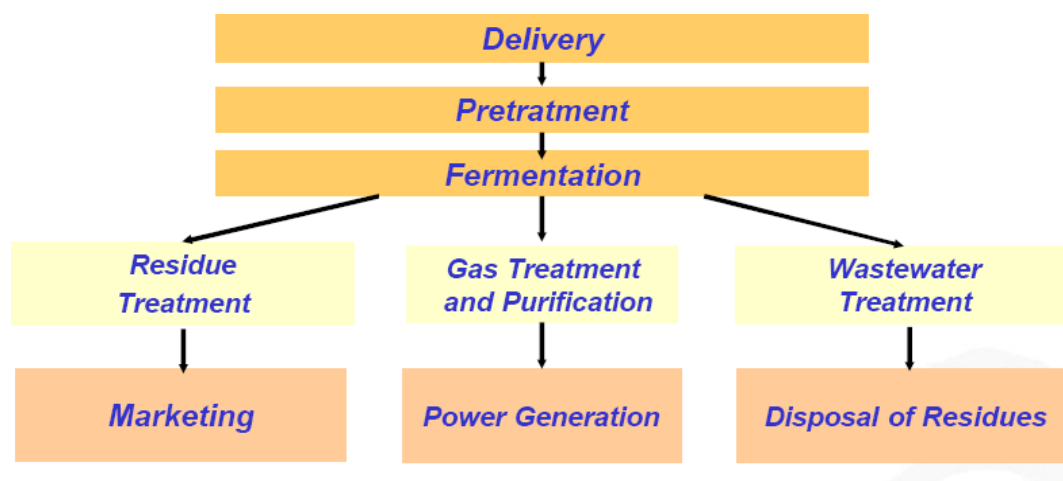 Delivery
Pretratment
Fermentation
Residue
Treatment
Gas Treatment
and Purification
Wastewater
Treatment
Marketing
Power Generation
Disposal of Residues